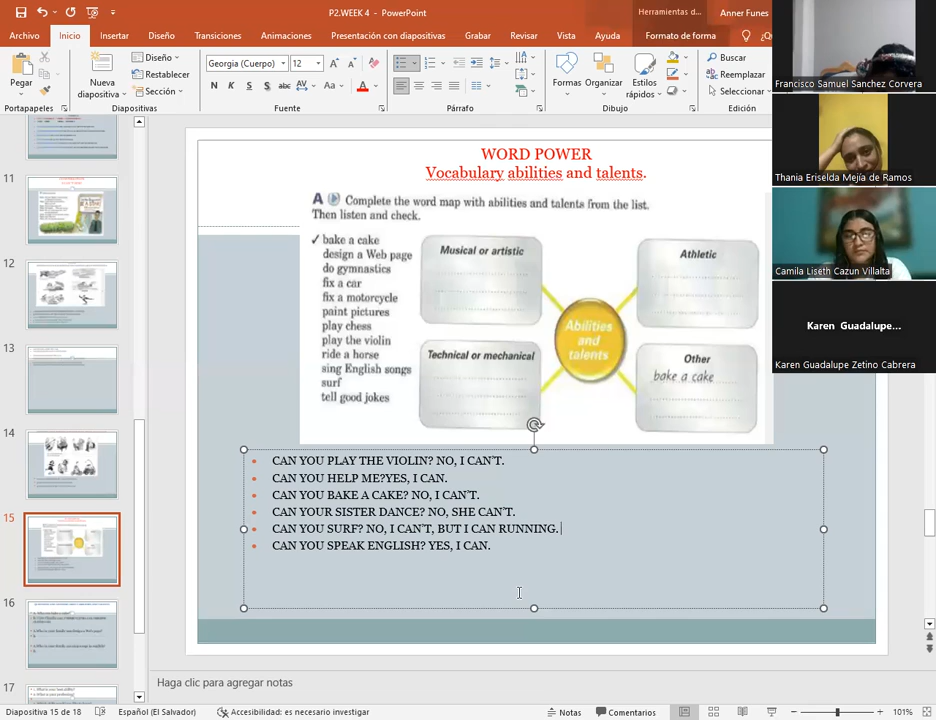 P2.WEEK 4 - PowerPoint
Herramientas d...
Anner Funes
Archivo
Inicio
Insertar
Diseño
Transiciones
Animaciones
Presentación con diapositivas
Grabar
Revisar
Vista
Ayuda
Formato de forma
Pegar
Nueva diapositiva
Diseño
Restablecer
Sección
Georgia (Cuerpo)
12
N K S abc AV Aa A
Formas
Organizar
Estilos rápidos
Buscar
Reemplazar
Seleccionar
Portapapeles
Diapositivas
Fuente
Párrafo
Dibujo
Edición
Francisco Samuel Sanchez Corvera
Thania Eriselda Mejía de Ramos
Camila Liseth Cazun Villalta
Karen Guadalupe...
Karen Guadalupe Zetino Cabrera
11
12
13
14
15
16
17
WORD POWER
Vocabulary abilities and talents.
A Complete the word map with abilities and talents from the list.
Then listen and check.
✓ bake a cake
design a Web page
do gymnastics
fix a car
fix a motorcycle
paint pictures
play chess
play the violin
ride a horse
sing English songs
surf
tell good jokes
Musical or artistic
Athletic
Abilities
and
talents
Technical or mechanical
Other
bake a cake
• CAN YOU PLAY THE VIOLIN? NO, I CAN'T.
• CAN YOU HELP ME?YES, I CAN.
• CAN YOU BAKE A CAKE? NO, I CAN'T.
• CAN YOUR SISTER DANCE? NO, SHE CAN'T.
• CAN YOU SURF? NO, I CAN'T, BUT I CAN RUNNING.
• CAN YOU SPEAK ENGLISH? YES, I CAN.
Haga clic para agregar notas
Diapositiva 15 de 18
Español (El Salvador)
Accesibilidad: es necesario investigar
Notas
Comentarios
101%